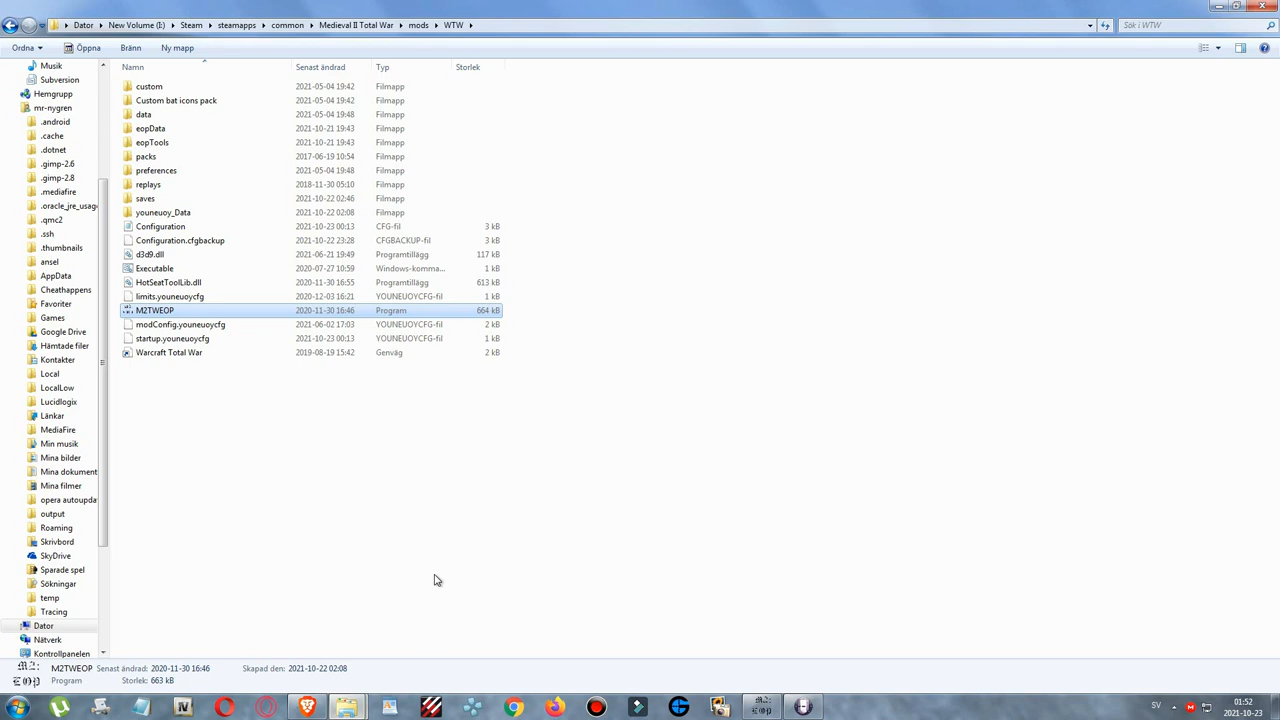 Dator ▸ New Volume (I:) ▸ Steam ▸ steamapps ▸ common ▸ Medieval II Total War ▸ mods ▸ WTW ▸ Sök i WTW
Ordna Öppna Bränn Ny mapp
Namn Senast ändrad Typ Storlek
Musik
Subversion
Hemgrupp
mr-nygren
.android
.cache
.dotnet
.gimp-2.6
.gimp-2.8
.mediafire
.oracle_jre_usag
.qmc2
.ssh
.thumbnails
ansel
AppData
Cheathappens
Favoriter
Games
Google Drive
Hämtade filer
Kontakter
Local
LocalLow
Lucidlogix
Länkar
MediaFire
Min musik
Mina bilder
Mina dokument
Mina filmer
opera autoupda
output
Roaming
Skrivbord
SkyDrive
Sparade spel
Sökningar
temp
Tracing
Dator
Nätverk
Kontrollpanelen
custom 2021-05-04 19:42 Filmapp
Custom bat icons pack 2021-05-04 19:42 Filmapp
data 2021-05-04 19:48 Filmapp
eopData 2021-10-21 19:43 Filmapp
eopTools 2021-10-21 19:43 Filmapp
packs 2017-06-19 10:54 Filmapp
preferences 2021-05-04 19:48 Filmapp
replays 2018-11-30 05:10 Filmapp
saves 2021-10-22 02:46 Filmapp
youneuoy_Data 2021-10-22 02:08 Filmapp
Configuration 2021-10-23 00:13 CFG-fil 3 kB
Configuration.cfgbackup 2021-10-22 23:28 CFGBACKUP-fil 3 kB
d3d9.dll 2021-06-21 19:49 Programtillägg 117 kB
Executable 2020-07-27 10:59 Windows-komma... 1 kB
HotSeatToolLib.dll 2020-11-30 16:55 Programtillägg 613 kB
limits.youneuoycfg 2020-12-03 16:21 YOUNEUOYCFG-fil 1 kB
M2TWEOP 2020-11-30 16:46 Program 664 kB
modConfig.youneuoycfg 2021-06-02 17:03 YOUNEUOYCFG-fil 2 kB
startup.youneuoycfg 2021-10-23 00:13 YOUNEUOYCFG-fil 1 kB
Warcraft Total War 2019-08-19 15:42 Genväg 2 kB
M2TWEOP Senast ändrad: 2020-11-30 16:46 Skapad den: 2021-10-22 02:08
Program Storlek: 663 kB
SV 01:52
2021-10-23